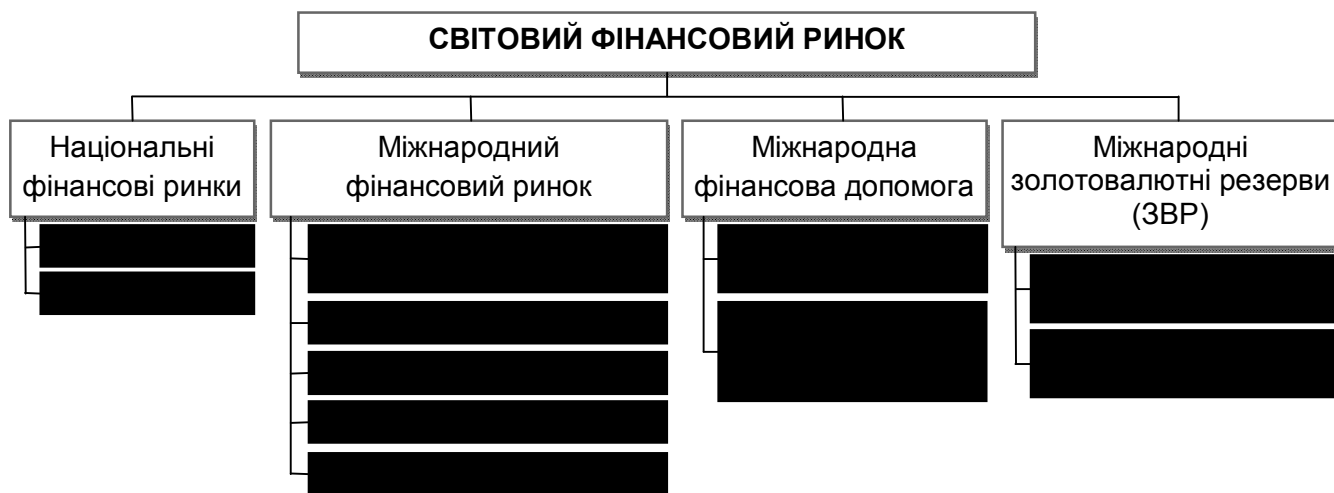 СВІТОВИЙ ФІНАНСОВИЙ РИНОК
Національні
фінансові ринки
Міжнародний
фінансовий ринок
Міжнародна
фінансова допомога
Міжнародні
золотовалютні резерви
(ЗВР)